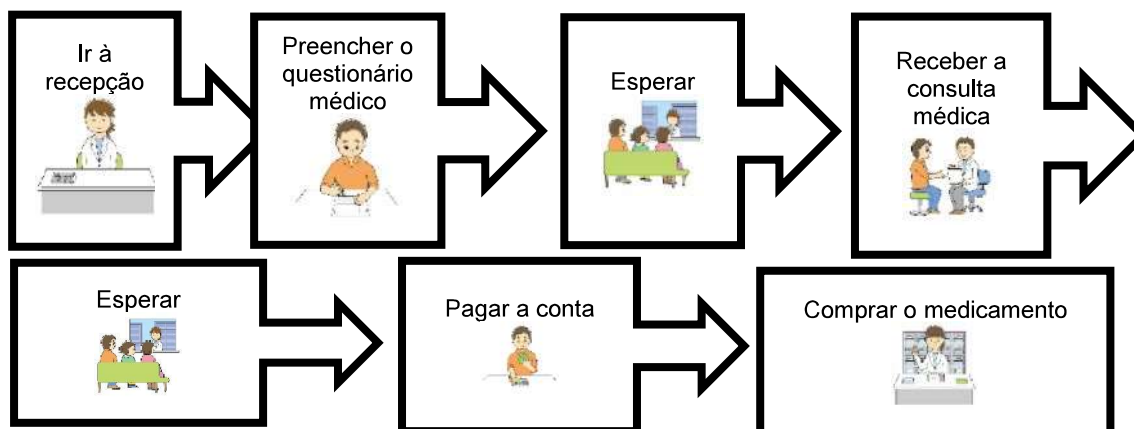 Ir à
recepção
Preencher o
questionário
médico
Esperar
Receber a
consulta
médica
Esperar
Pagar a conta
Comprar o medicamento